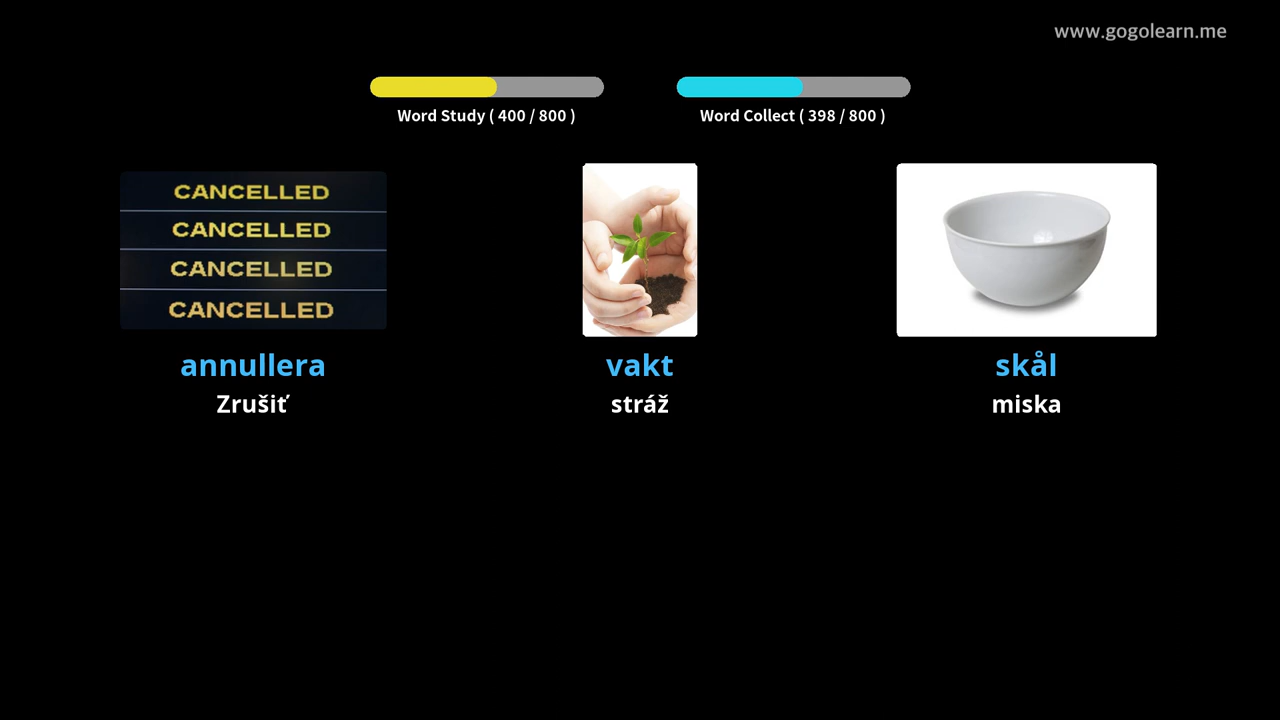 www.gogolearn.me
Word Study ( 400 / 800 )
Word Collect ( 398 / 800 )
CANCELLED
CANCELLED
CANCELLED
CANCELLED
annullera
Zrušiť
vakt
stráž
skål
miska